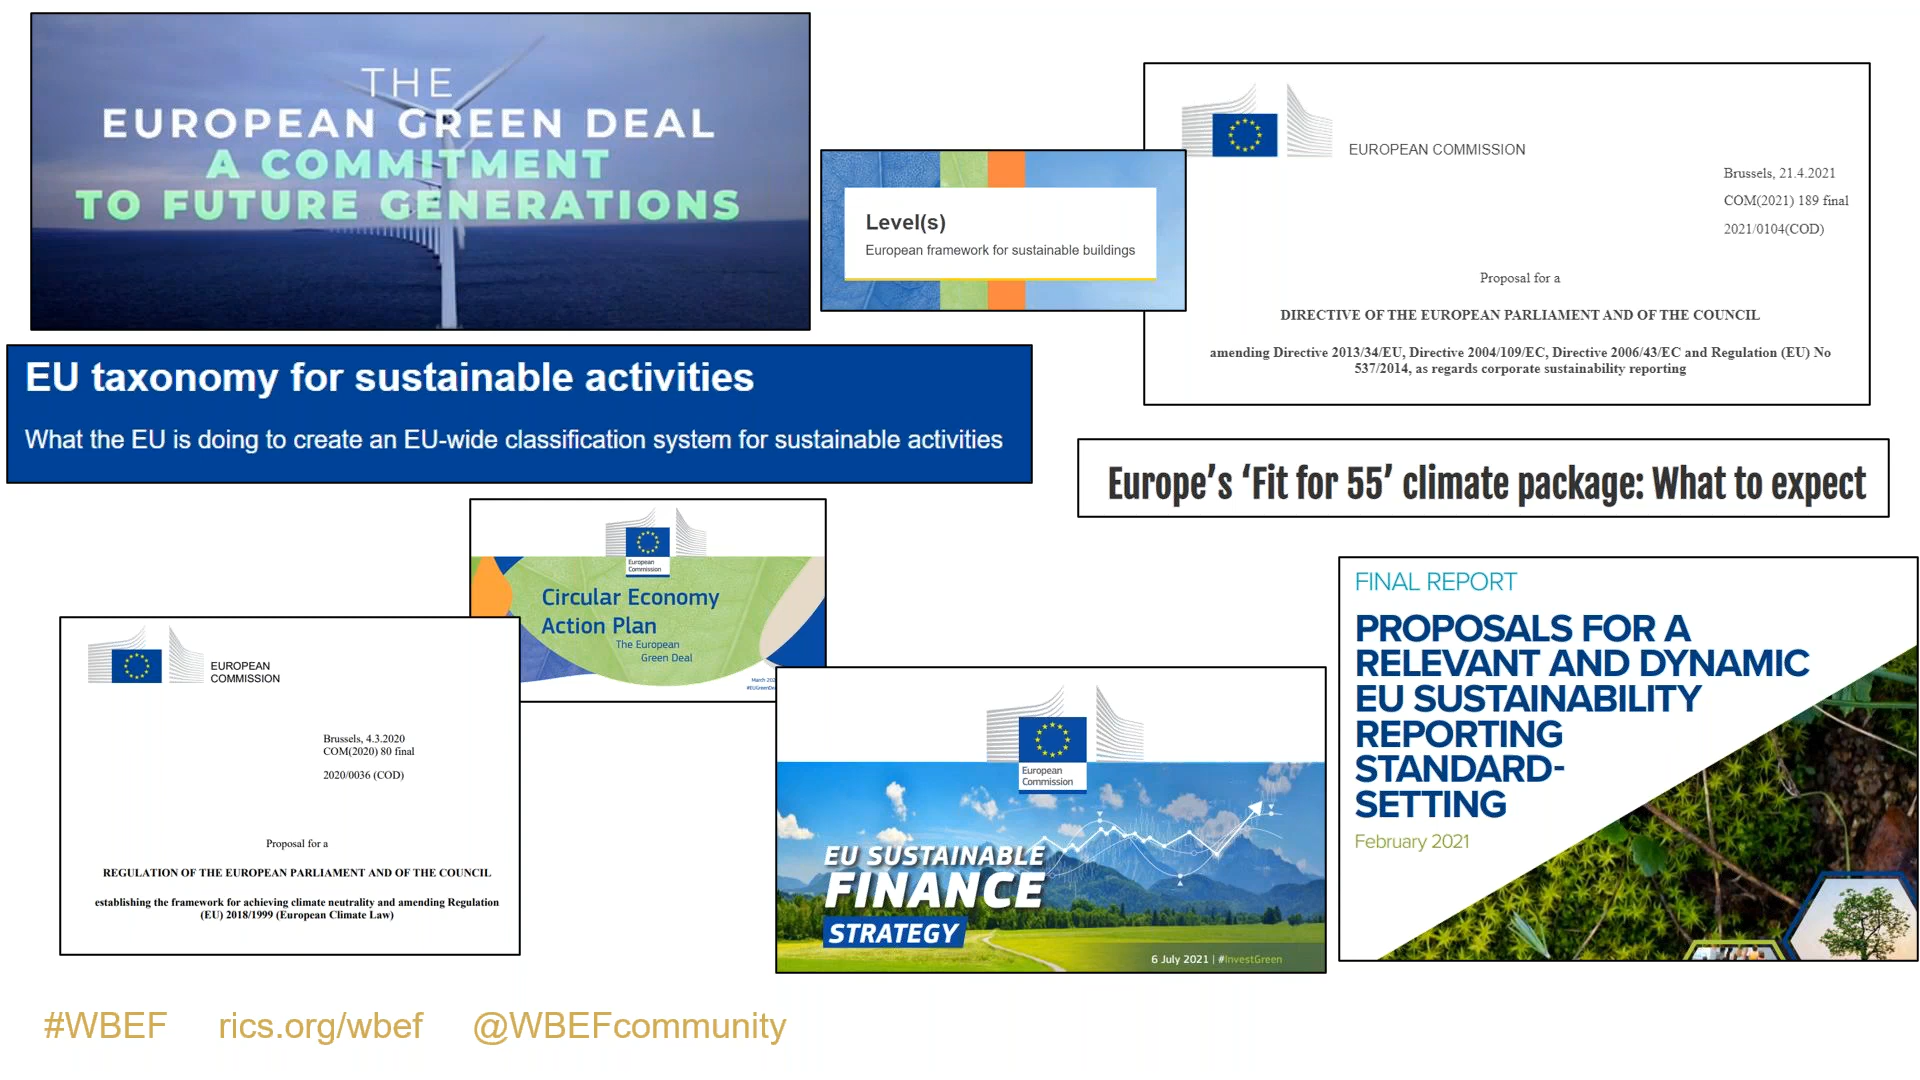 THE
EUROPEAN GREEN DEAL
A COMMITMENT
TO FUTURE GENERATIONS
Level(s)
European framework for sustainable buildings
EUROPEAN COMMISSION
Brussels, 21.4.2021
COM(2021) 189 final
2021/0104(COD)
Proposal for a
DIRECTIVE OF THE EUROPEAN PARLIAMENT AND OF THE COUNCIL
amending Directive 2013/34/EU, Directive 2004/109/EC, Directive 2006/43/EC and Regulation (EU) No
537/2014, as regards corporate sustainability reporting
EU taxonomy for sustainable activities
What the EU is doing to create an EU-wide classification system for sustainable activities
Europe's 'Fit for 55' climate package: What to expect
European
Commission
Circular Economy
Action Plan
The European
Green Deal
March
EUROPEAN
COMMISSION
Brussels, 4.3.2020
COM(2020) 80 final
2020/0036 (COD)
Proposal for a
REGULATION OF THE EUROPEAN PARLIAMENT AND OF THE COUNCIL
establishing the framework for achieving climate neutrality and amending Regulation
(EU) 2018/1999 (European Climate Law)
European
Commission
EU SUSTAINABLE
FINANCE
STRATEGY
6 July 2021 | #InvestGreen
FINAL REPORT
PROPOSALS FOR A
RELEVANT AND DYNAMIC
EU SUSTAINABILITY
REPORTING
STANDARD-
SETTING
February 2021
#WBEF rics.org/wbef @WBEFcommunity